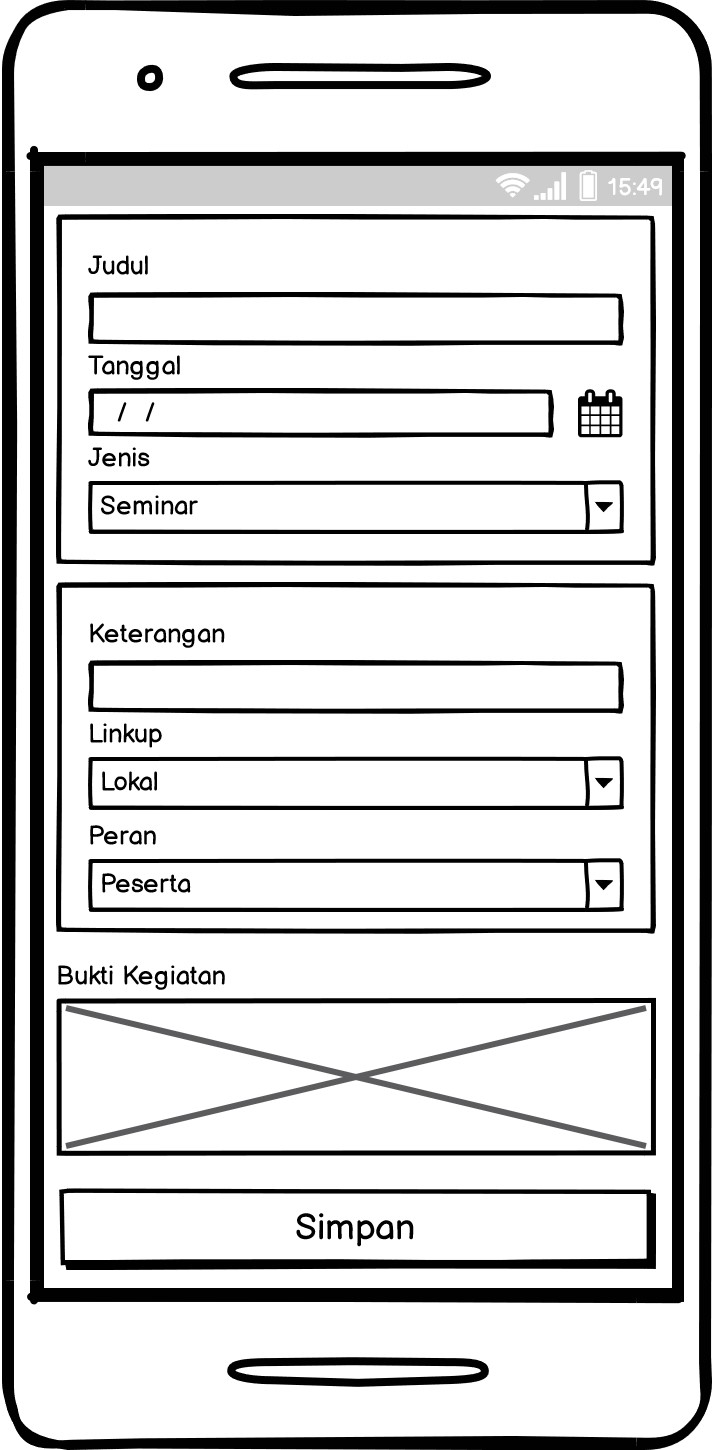 15:49
Judul
Tanggal
/ /
Jenis
Seminar
Keterangan
Linkup
Lokal
Peran
Peserta
Bukti Kegiatan
Simpan